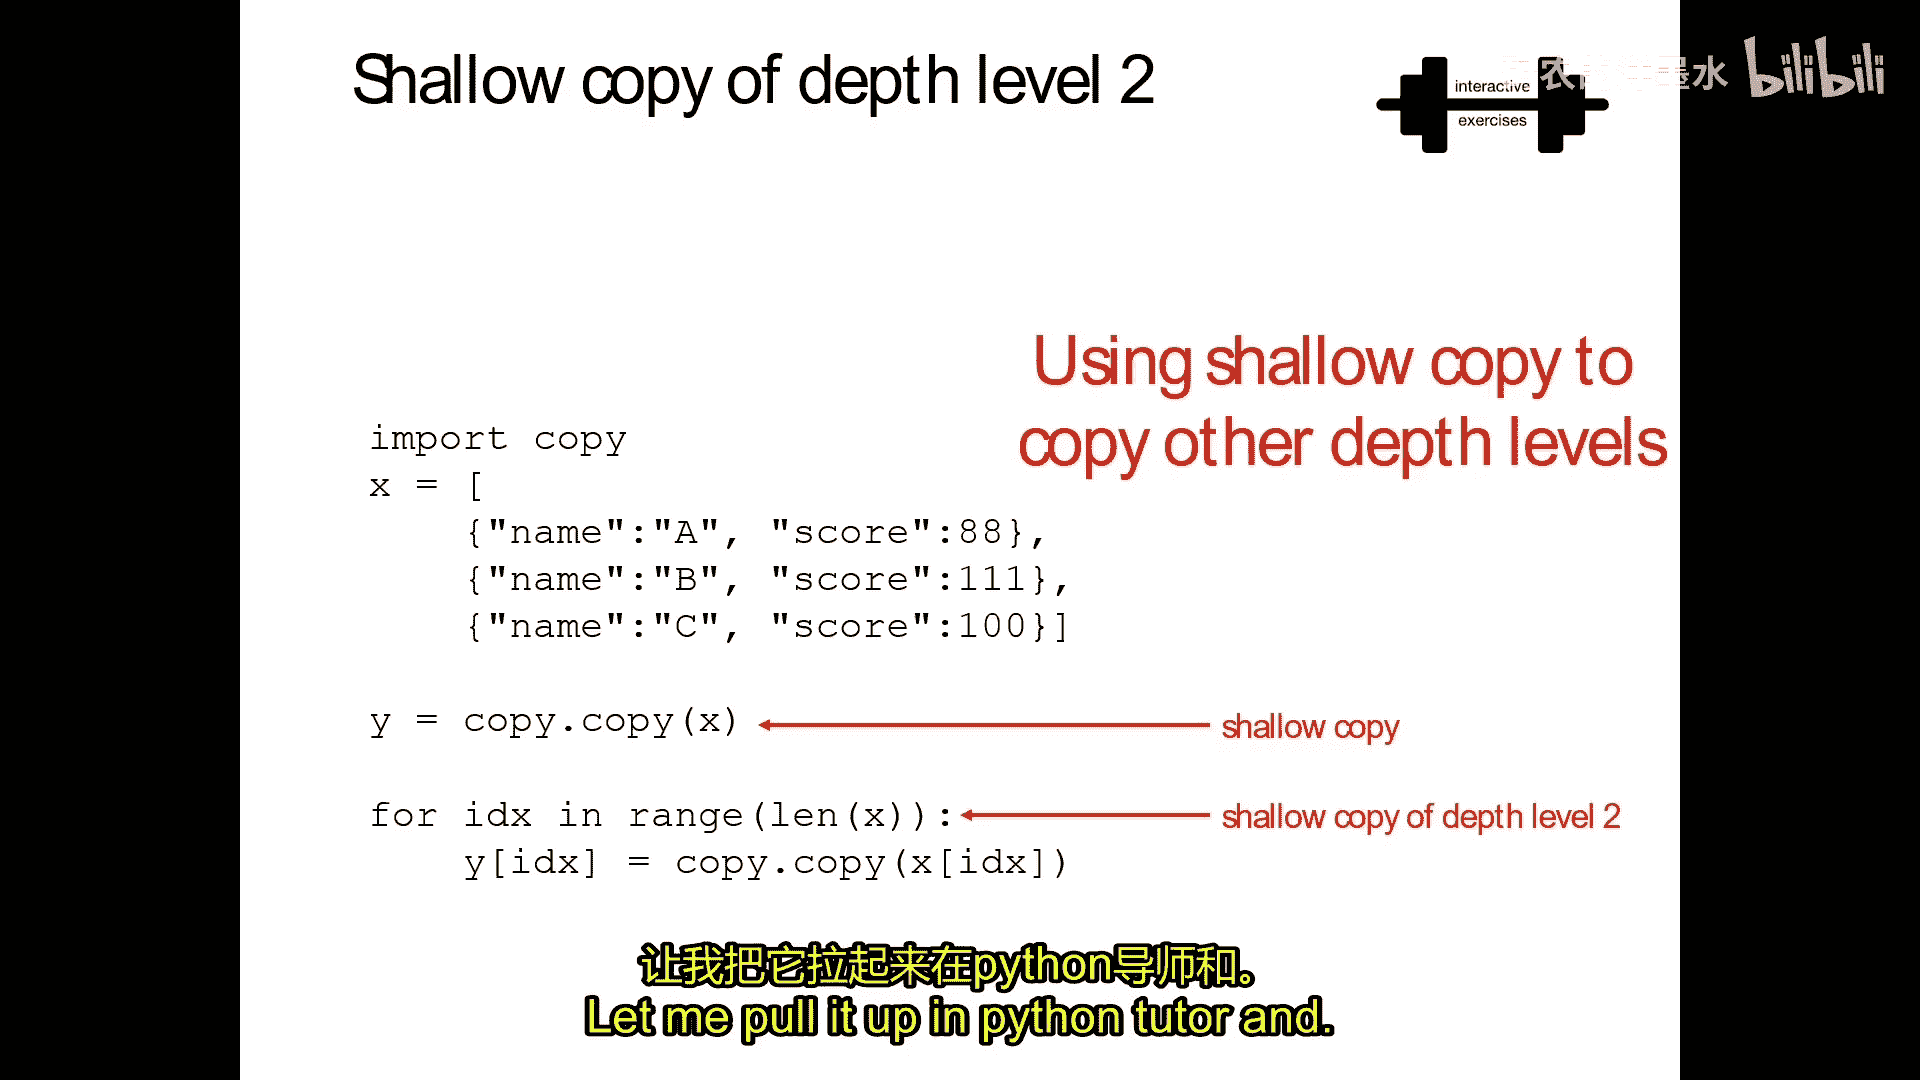 Shallow copy of depth level 2
interactive
exercises
水
bilibili
Using shallow copy to
copy other depth levels
import copy
x = [
    {"name":"A", "score":88},
    {"name":"B", "score":111},
    {"name":"C", "score":100}]
y = copy.copy(x)
shallow copy
for idx in range(len(x)):
shallow copy of depth level 2
    y[idx] = copy.copy(x[idx])
让我把它拉起来在python导师和。
Let me pull it up in python tutor and.